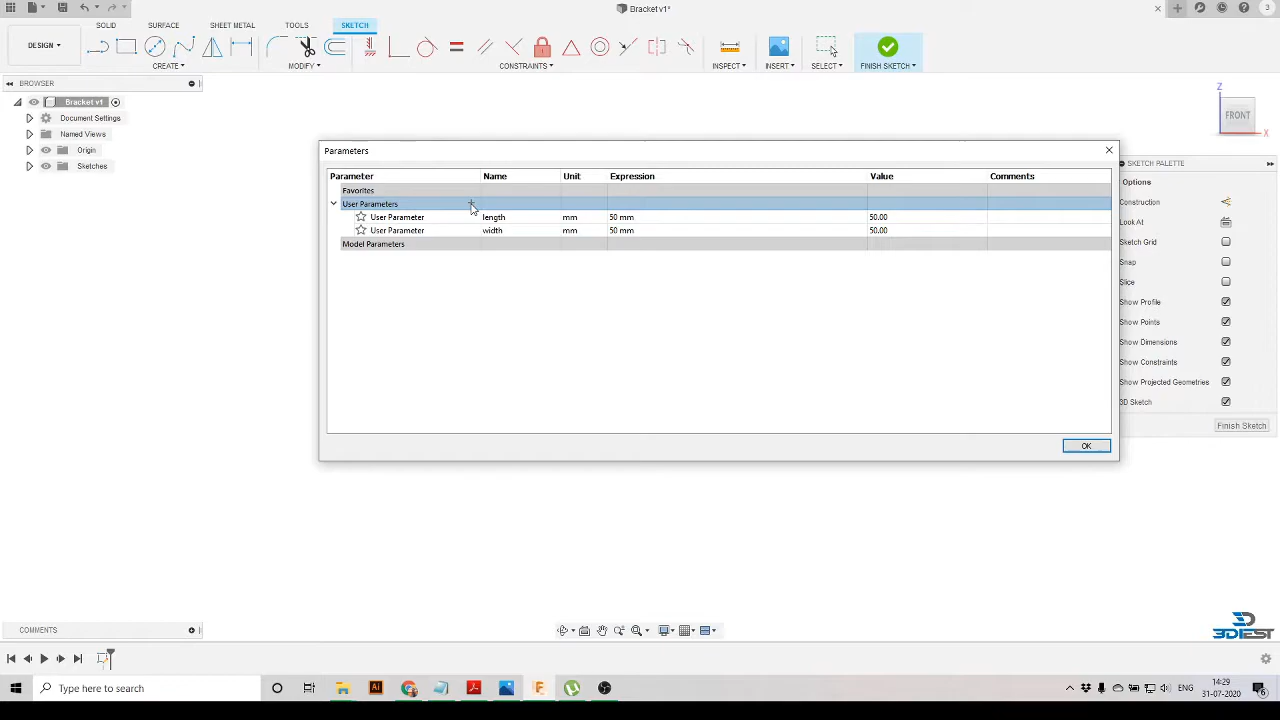 Bracket v1*
3
SOLID SURFACE SHEET METAL TOOLS SKETCH
DESIGN
CREATE MODIFY CONSTRAINTS INSPECT INSERT SELECT FINISH SKETCH
BROWSER
Bracket v1
Document Settings
Named Views
Origin
Sketches
Z
FRONT
X
Parameters
Parameter Name Unit Expression Value Comments
Favorites
User Parameters
User Parameter length mm 50 mm 50.00
User Parameter width mm 50 mm 50.00
Model Parameters
OK
SKETCH PALETTE
Options
Construction
Look At
Sketch Grid
Snap
Slice
Show Profile
Show Points
Show Dimensions
Show Constraints
Show Projected Geometries
3D Sketch
Finish Sketch
COMMENTS
3DIEST
Type here to search
ENG
14:29
31-07-2020